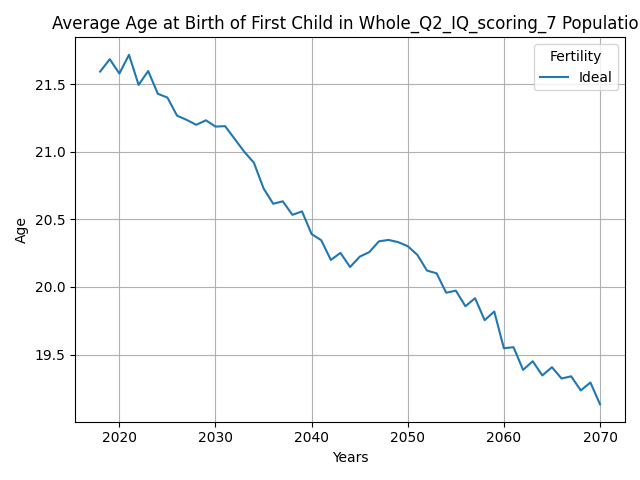 Average Age at Birth of First Child in Whole_Q2_IQ_scoring_7 Populatio
Fertility
Ideal
21.5
21.0
20.5
20.0
19.5
Age
2020 2030 2040 2050 2060 2070
Years